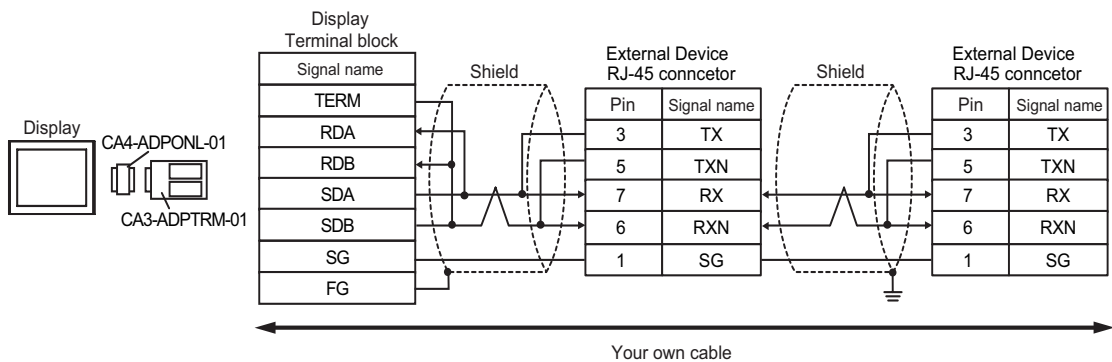 Display
Terminal block
Signal name
TERM
RDA
RDB
SDA
SDB
SG
FG
Display
CA4-ADPONL-01
CA3-ADPTRM-01
Shield
External Device
RJ-45 conncetor
Pin Signal name
3 TX
5 TXN
7 RX
6 RXN
1 SG
Shield
External Device
RJ-45 conncetor
Pin Signal name
3 TX
5 TXN
7 RX
6 RXN
1 SG
Your own cable